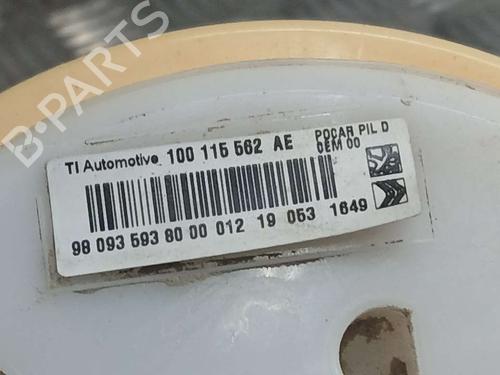 B-PARTS
TI Automotive 100 115 562 AE
POCAR PIL D
OEM 00
98 093 593 80 00 012 19 053 1649